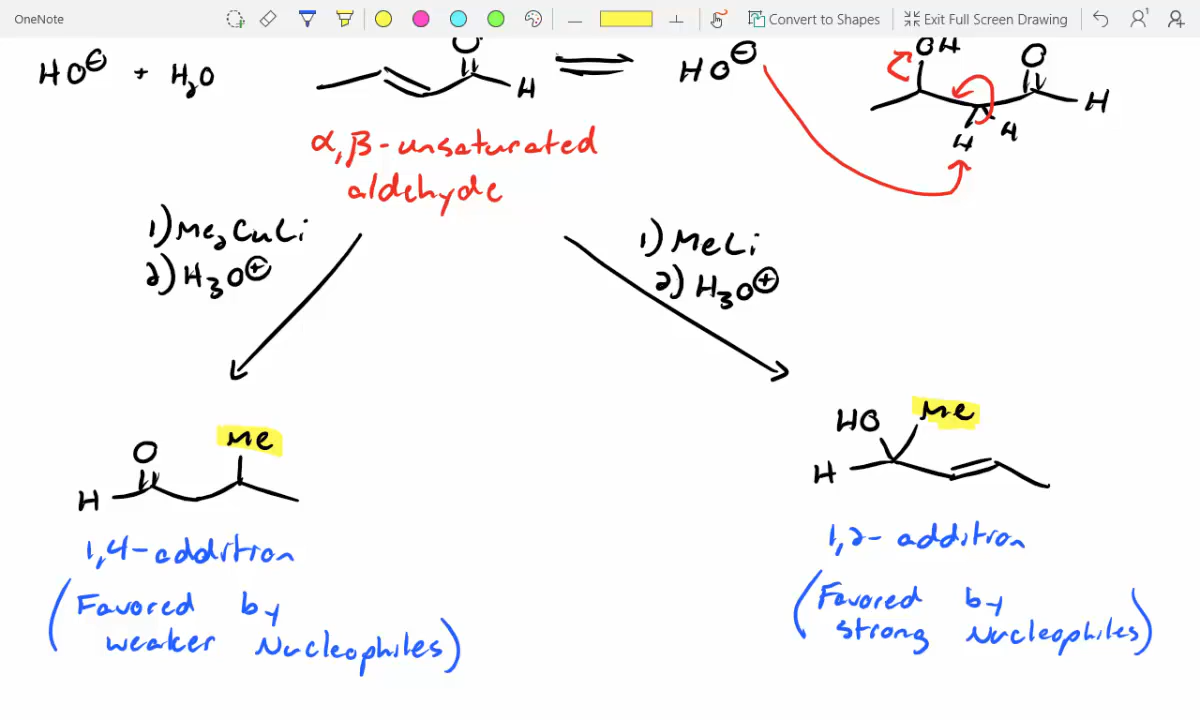 OneNote
Convert to Shapes
Exit Full Screen Drawing
HO⊖ + H₂O
O
H
HO⊖
OH
O
H
H
H
α,β-unsaturated
aldehyde
1) Me₂CuLi
2) H₃O⊕
1) MeLi
2) H₃O⊕
O
Me
H
HO
Me
H
1,4-addition
(Favored by
weaker Nucleophiles)
1,2-addition
(Favored by
strong Nucleophiles)